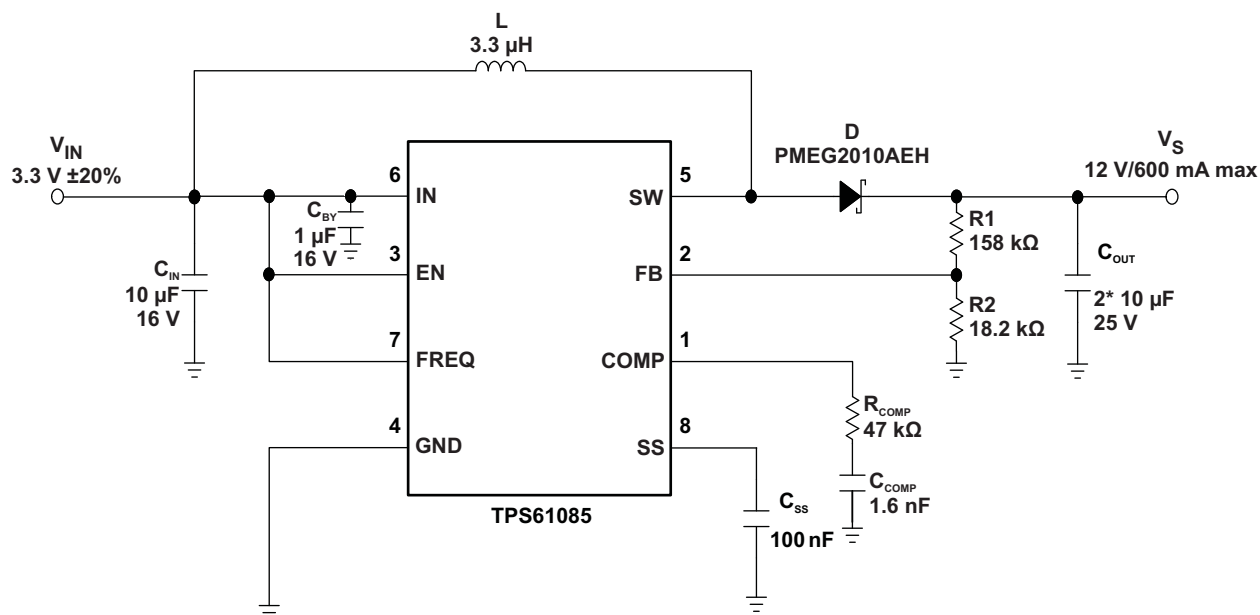 L
3.3 µH
V_IN
3.3 V ±20%
D
PMEG2010AEH
V_S
12 V/600 mA max
6
IN
C_BY
1 µF
16 V
SW
5
R1
158 kΩ
C_IN
10 µF
16 V
3
EN
FB
2
C_OUT
2* 10 µF
25 V
R2
18.2 kΩ
7
FREQ
COMP
1
R_COMP
47 kΩ
4
GND
SS
8
C_COMP
1.6 nF
C_SS
100 nF
TPS61085